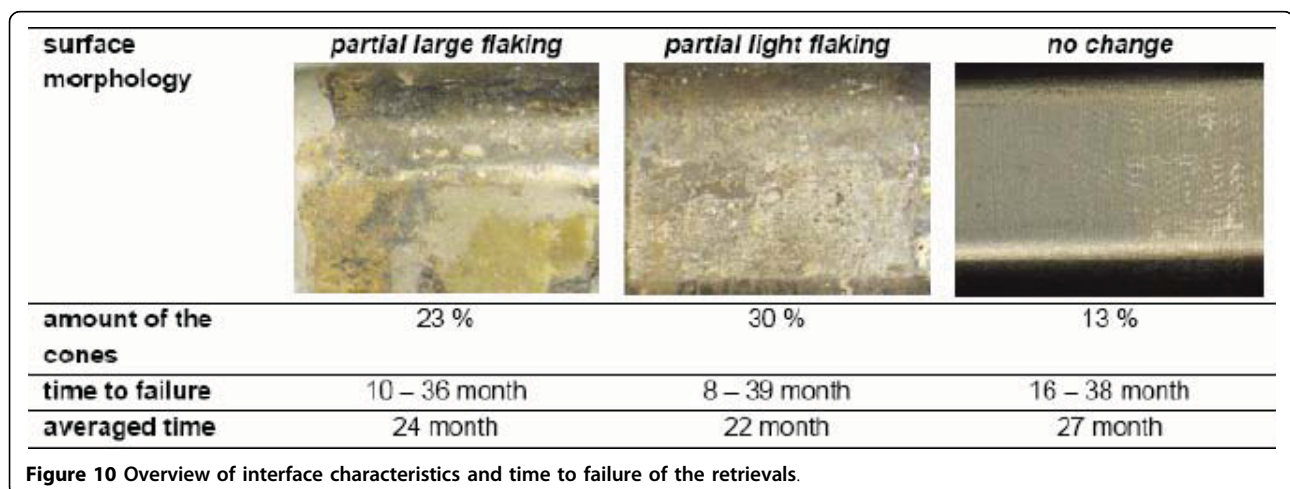 surface partial large flaking partial light flaking no change
morphology
amount of the 23 % 30 % 13 %
cones
time to failure 10 – 36 month 8 – 39 month 16 – 38 month
averaged time 24 month 22 month 27 month
Figure 10 Overview of interface characteristics and time to failure of the retrievals.